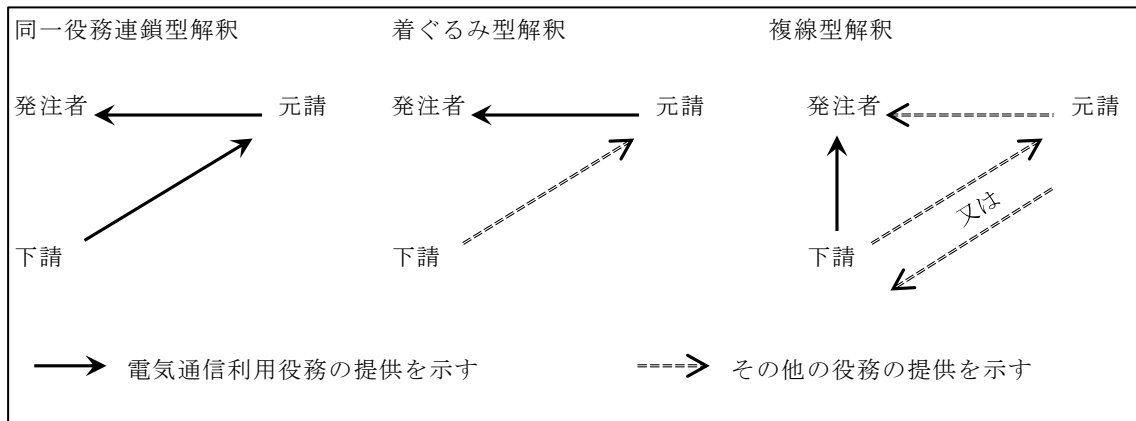 同一役務連鎖型解釈
発注者
元請
下請
着ぐるみ型解釈
発注者
元請
下請
複線型解釈
発注者
元請
又は
下請
電気通信利用役務の提供を示す
その他の役務の提供を示す